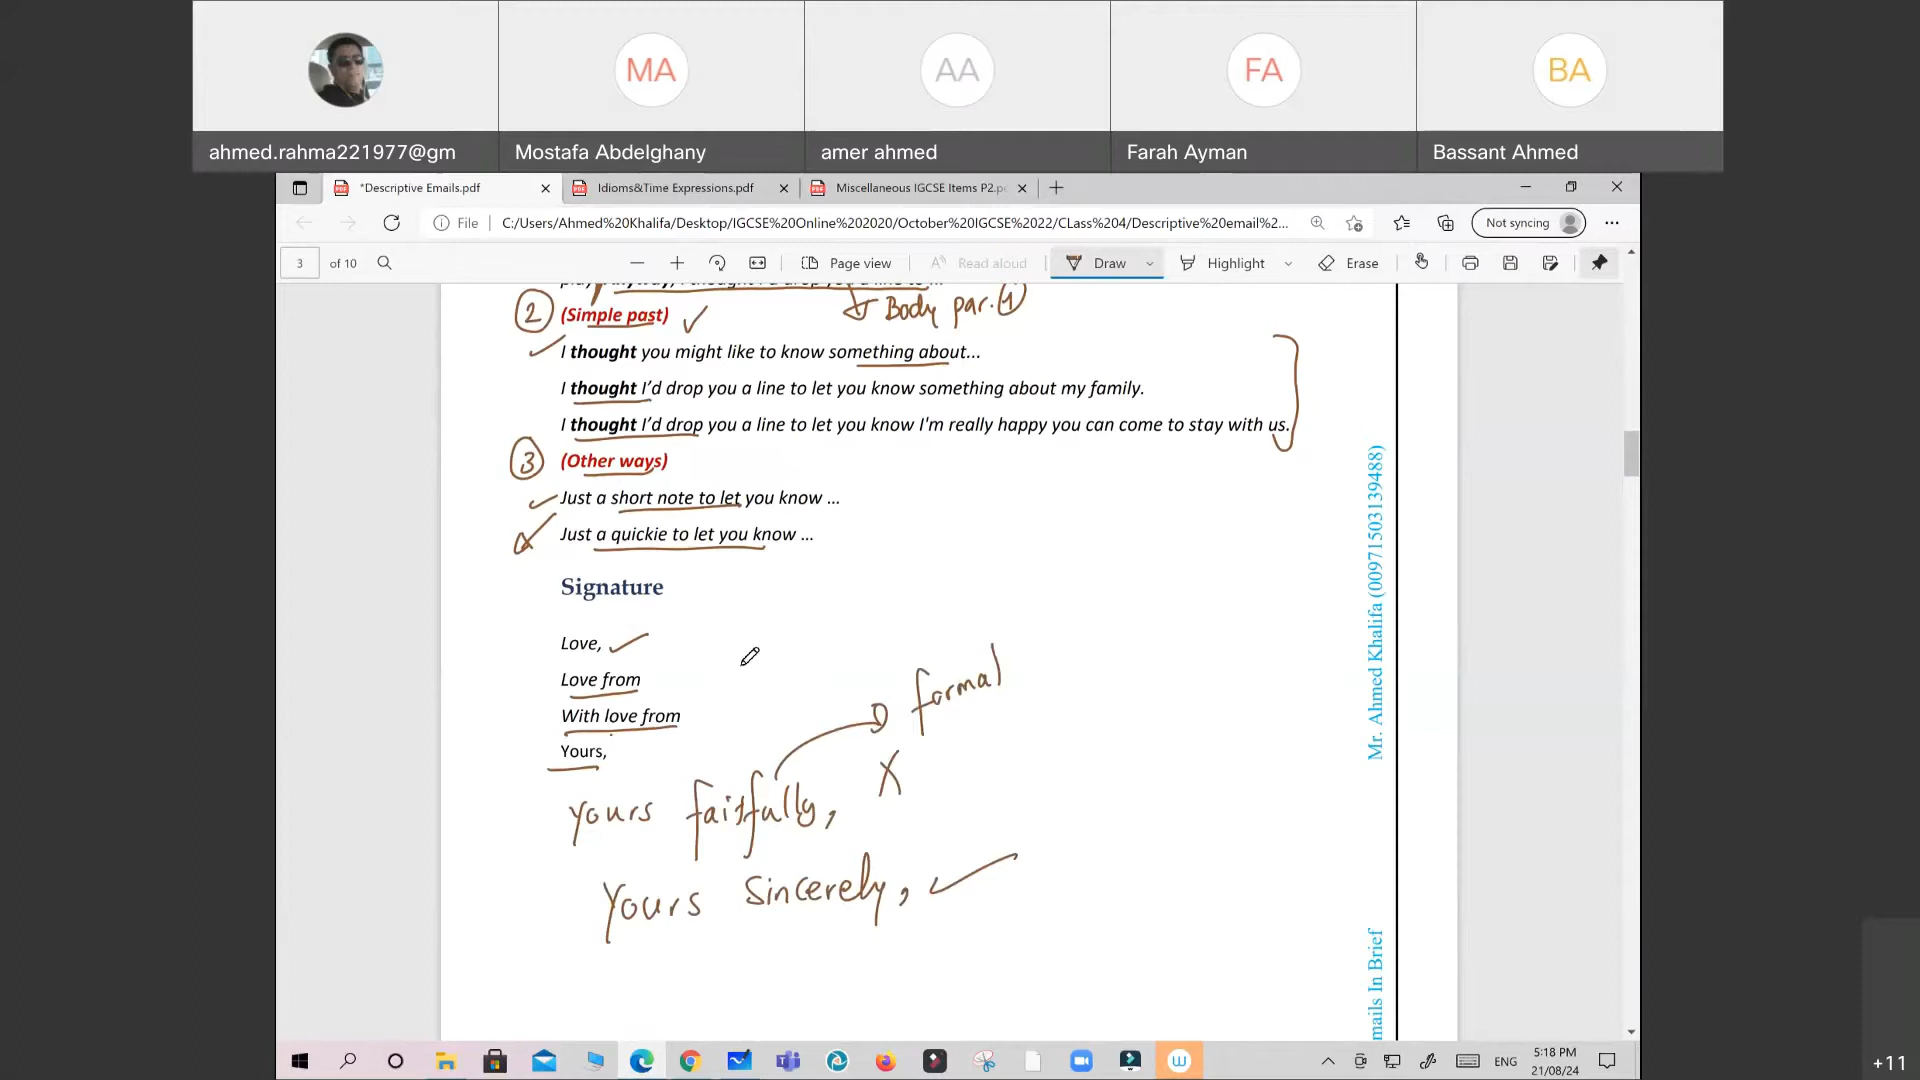 MA
AA
FA
BA
ahmed.rahma221977@gm
Mostafa Abdelghany
amer ahmed
Farah Ayman
Bassant Ahmed
*Descriptive Emails.pdf
Idioms&Time Expressions.pdf
Miscellaneous IGCSE Items P2.p
File
C:/Users/Ahmed%20Khalifa/Desktop/IGCSE%20Online%202020/October%20IGCSE%202022/CLass%204/Descriptive%20email%2...
Not syncing
3
of 10
Page view
Read aloud
Draw
Highlight
Erase
Body par. 1
2
(Simple past)
I thought you might like to know something about...
I thought I’d drop you a line to let you know something about my family.
I thought I’d drop you a line to let you know I'm really happy you can come to stay with us.
3
(Other ways)
Just a short note to let you know ...
Just a quickie to let you know ...
Signature
Love,
Love from
With love from
Yours,
formal
X
Yours faitfully,
Yours Sincerely,
Mr. Ahmed Khalifa (00971503139488)
mails In Brief
ENG
5:18 PM
21/08/24
+11